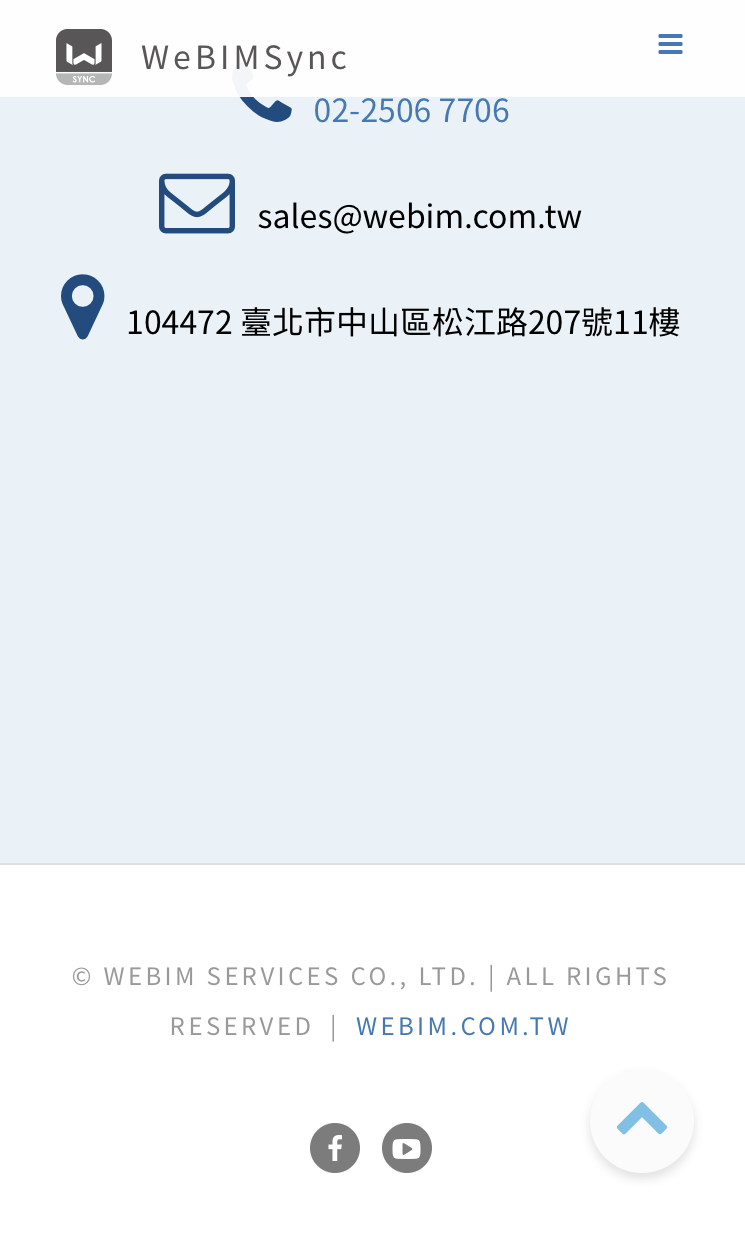 WeBIMSync
SYNC
02-2506 7706
sales@webim.com.tw
104472 臺北市中山區松江路207號11樓
© WEBIM SERVICES CO., LTD. | ALL RIGHTS
RESERVED | WEBIM.COM.TW